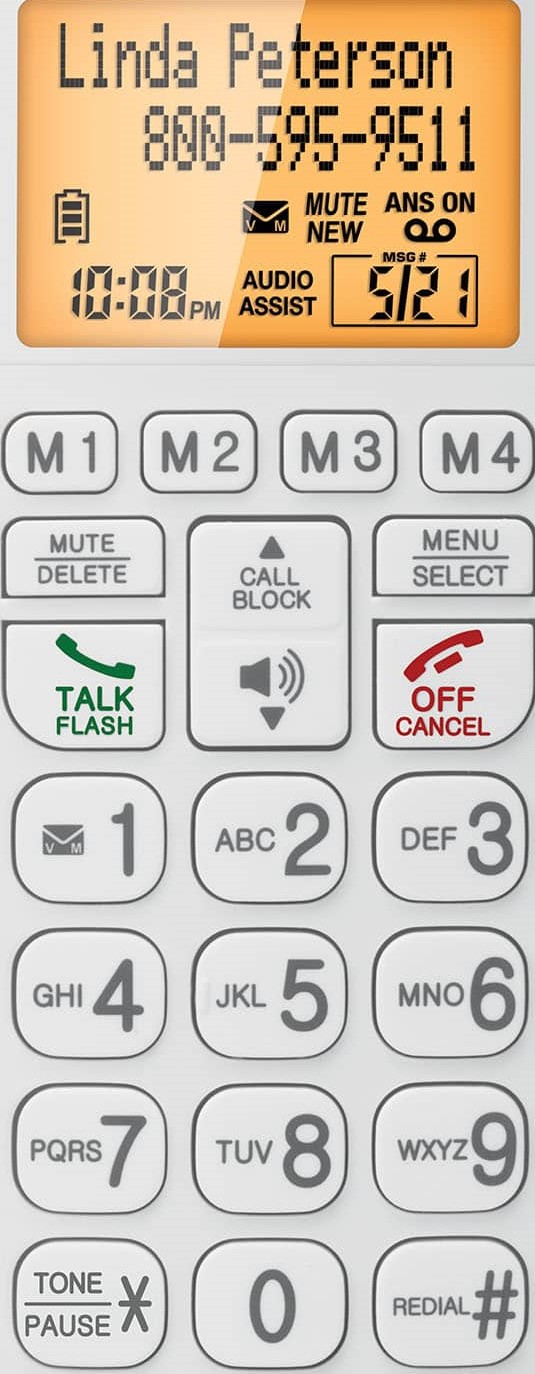 Linda Peterson
800-595-9511
MUTE ANS ON
NEW
MSG #
10:08 PM AUDIO ASSIST 5/21
M1 M2 M3 M4
MUTE
DELETE
CALL
BLOCK
MENU
SELECT
TALK
FLASH
OFF
CANCEL
VM 1 ABC 2 DEF 3
GHI 4 JKL 5 MNO 6
PQRS 7 TUV 8 WXYZ 9
TONE
PAUSE * 0 REDIAL #